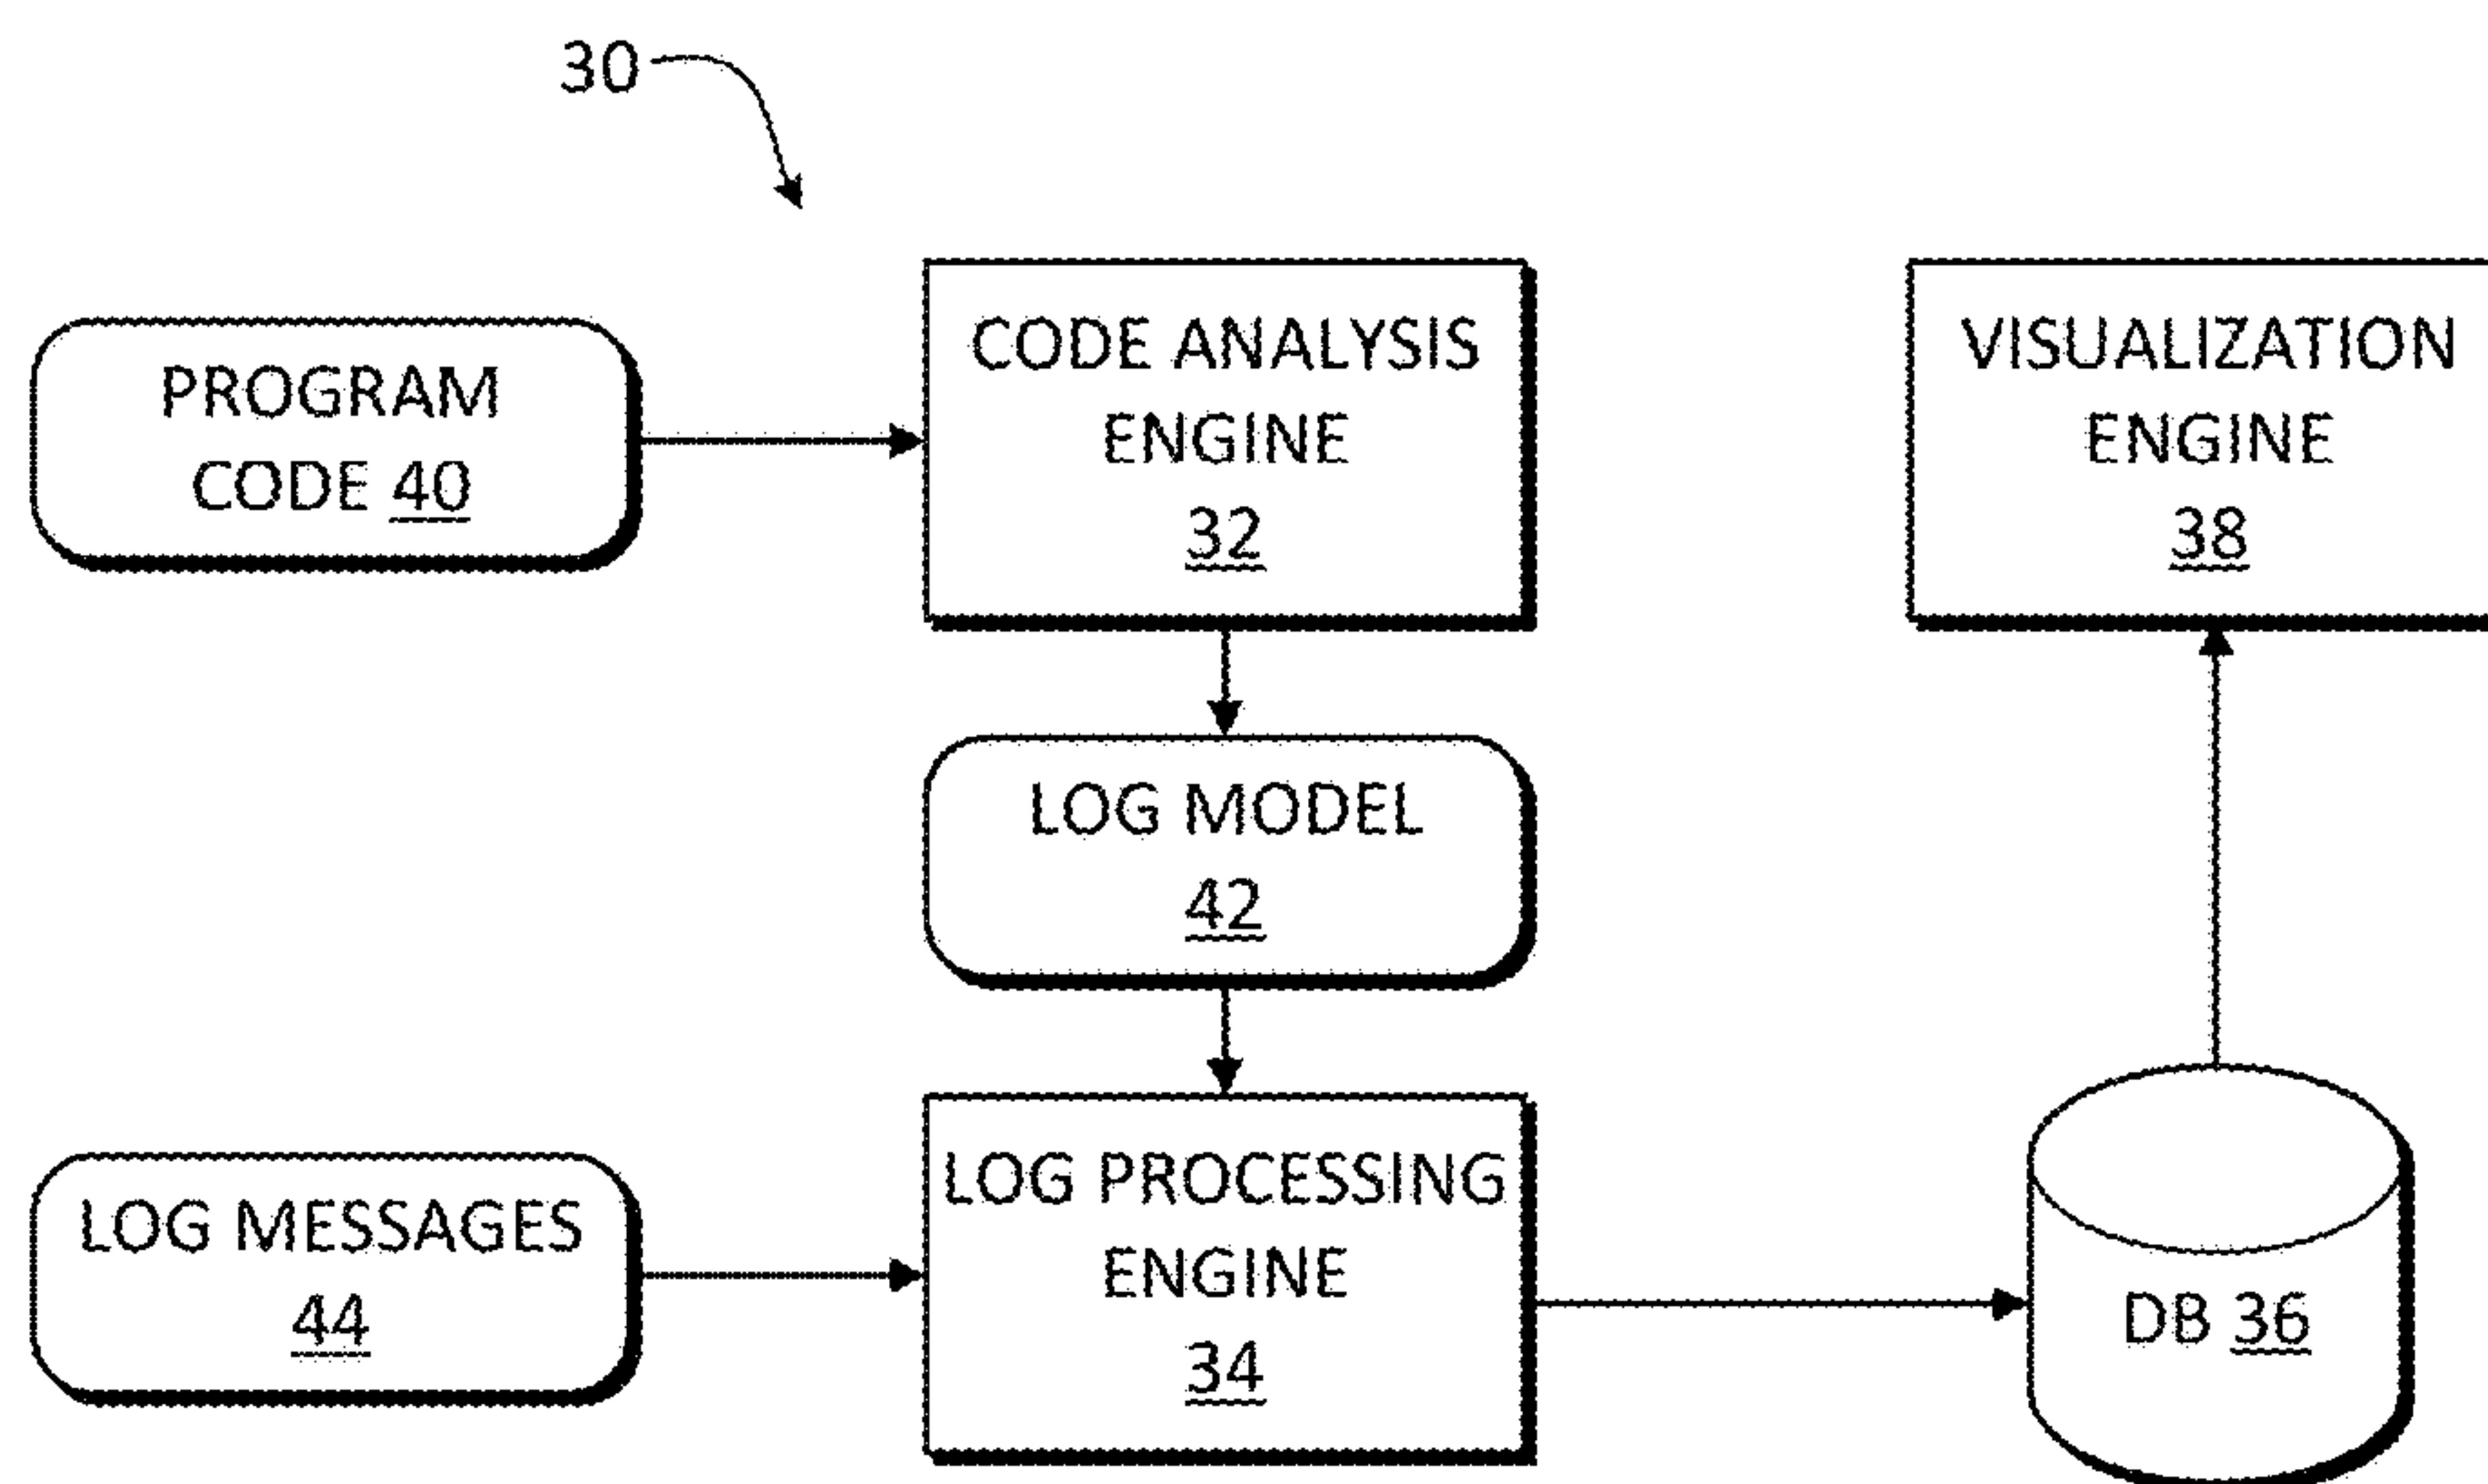 30
PROGRAM
CODE 40
CODE ANALYSIS
ENGINE
32
VISUALIZATION
ENGINE
38
LOG MODEL
42
LOG MESSAGES
44
LOG PROCESSING
ENGINE
34
DB 36